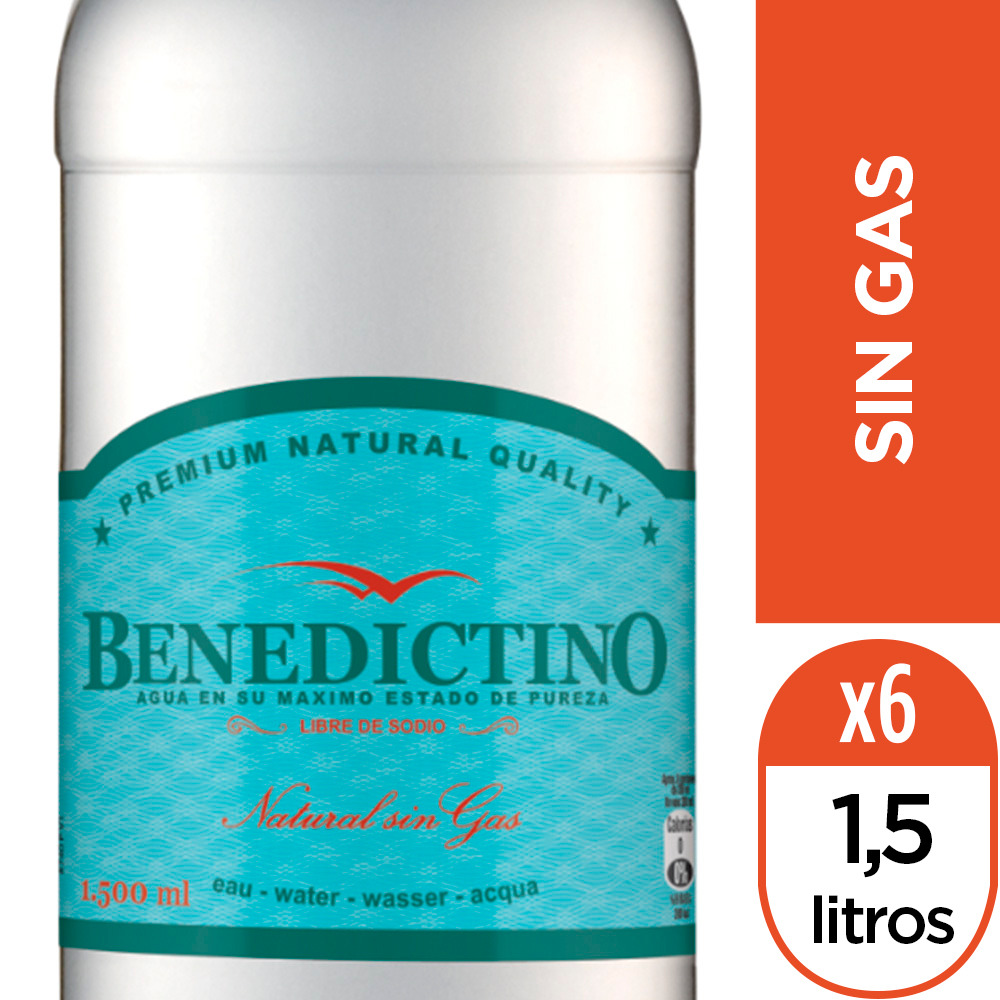 PREMIUM NATURAL QUALITY
BENEDICTINO
AGUA EN SU MAXIMO ESTADO DE PUREZA
LIBRE DE SODIO
Natural sin Gas
1.500 ml
eau - water - wasser - acqua
Calorías
0
0%
SIN GAS
x6
1,5
litros